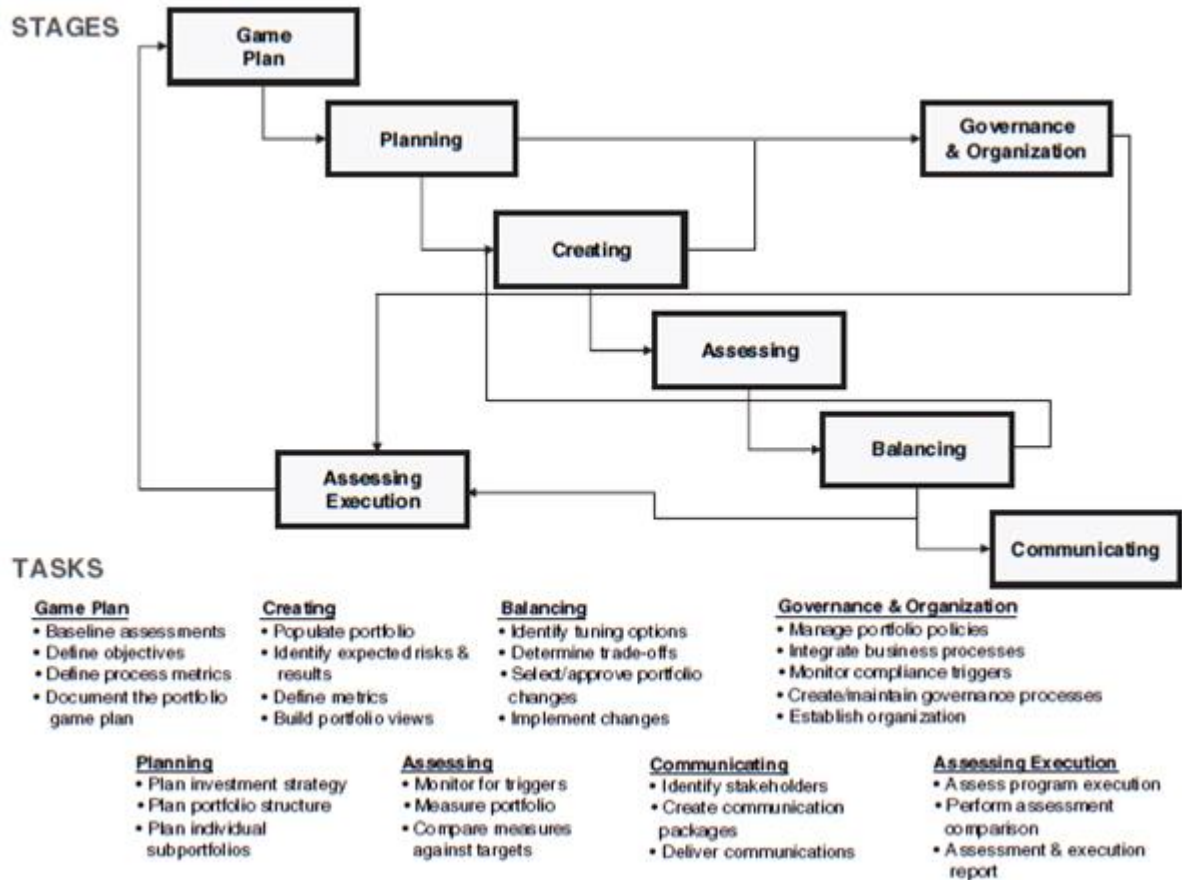 STAGES
Game
Plan
Planning
Governance
& Organization
Creating
Assessing
Balancing
Assessing
Execution
Communicating
TASKS
Game Plan
• Baseline assessments
• Define objectives
• Define process metrics
• Document the portfolio
game plan
Creating
• Populate portfolio
• Identify expected risks &
results
• Define metrics
• Build portfolio views
Balancing
• Identify tuning options
• Determine trade-offs
• Select/approve portfolio
changes
• Implement changes
Governance & Organization
• Manage portfolio policies
• Integrate business processes
• Monitor compliance triggers
• Create/maintain governance processes
• Establish organization
Planning
• Plan investment strategy
• Plan portfolio structure
• Plan individual
subportfolios
Assessing
• Monitor for triggers
• Measure portfolio
• Compare measures
against targets
Communicating
• Identify stakeholders
• Create communication
packages
• Deliver communications
Assessing Execution
• Assess program execution
• Perform assessment
comparison
• Assessment & execution
report